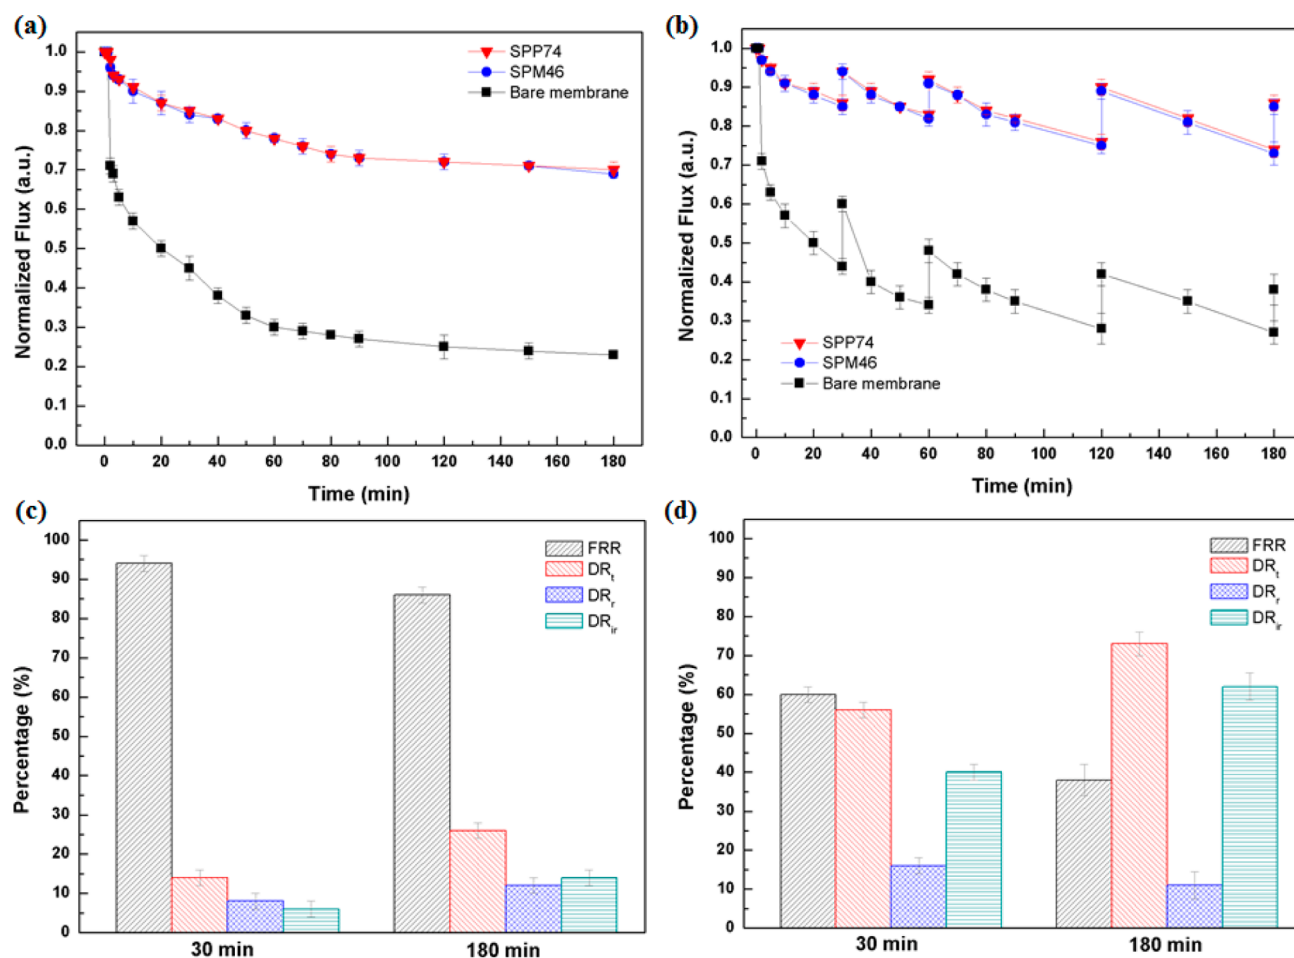 (a)
1.0
0.9
0.8
0.7
0.6
0.5
0.4
0.3
0.2
0.1
0.0
Normalized Flux (a.u.)
SPP74
SPM46
Bare membrane
0 20 40 60 80 100 120 140 160 180
Time (min)
(b)
1.0
0.9
0.8
0.7
0.6
0.5
0.4
0.3
0.2
0.1
0.0
Normalized Flux (a.u.)
SPP74
SPM46
Bare membrane
0 20 40 60 80 100 120 140 160 180
Time (min)
(c)
100
90
80
70
60
50
40
30
20
10
0
Percentage (%)
FRR
DRt
DRr
DRir
30 min 180 min
(d)
100
90
80
70
60
50
40
30
20
10
0
Percentage (%)
FRR
DRt
DRr
DRir
30 min 180 min